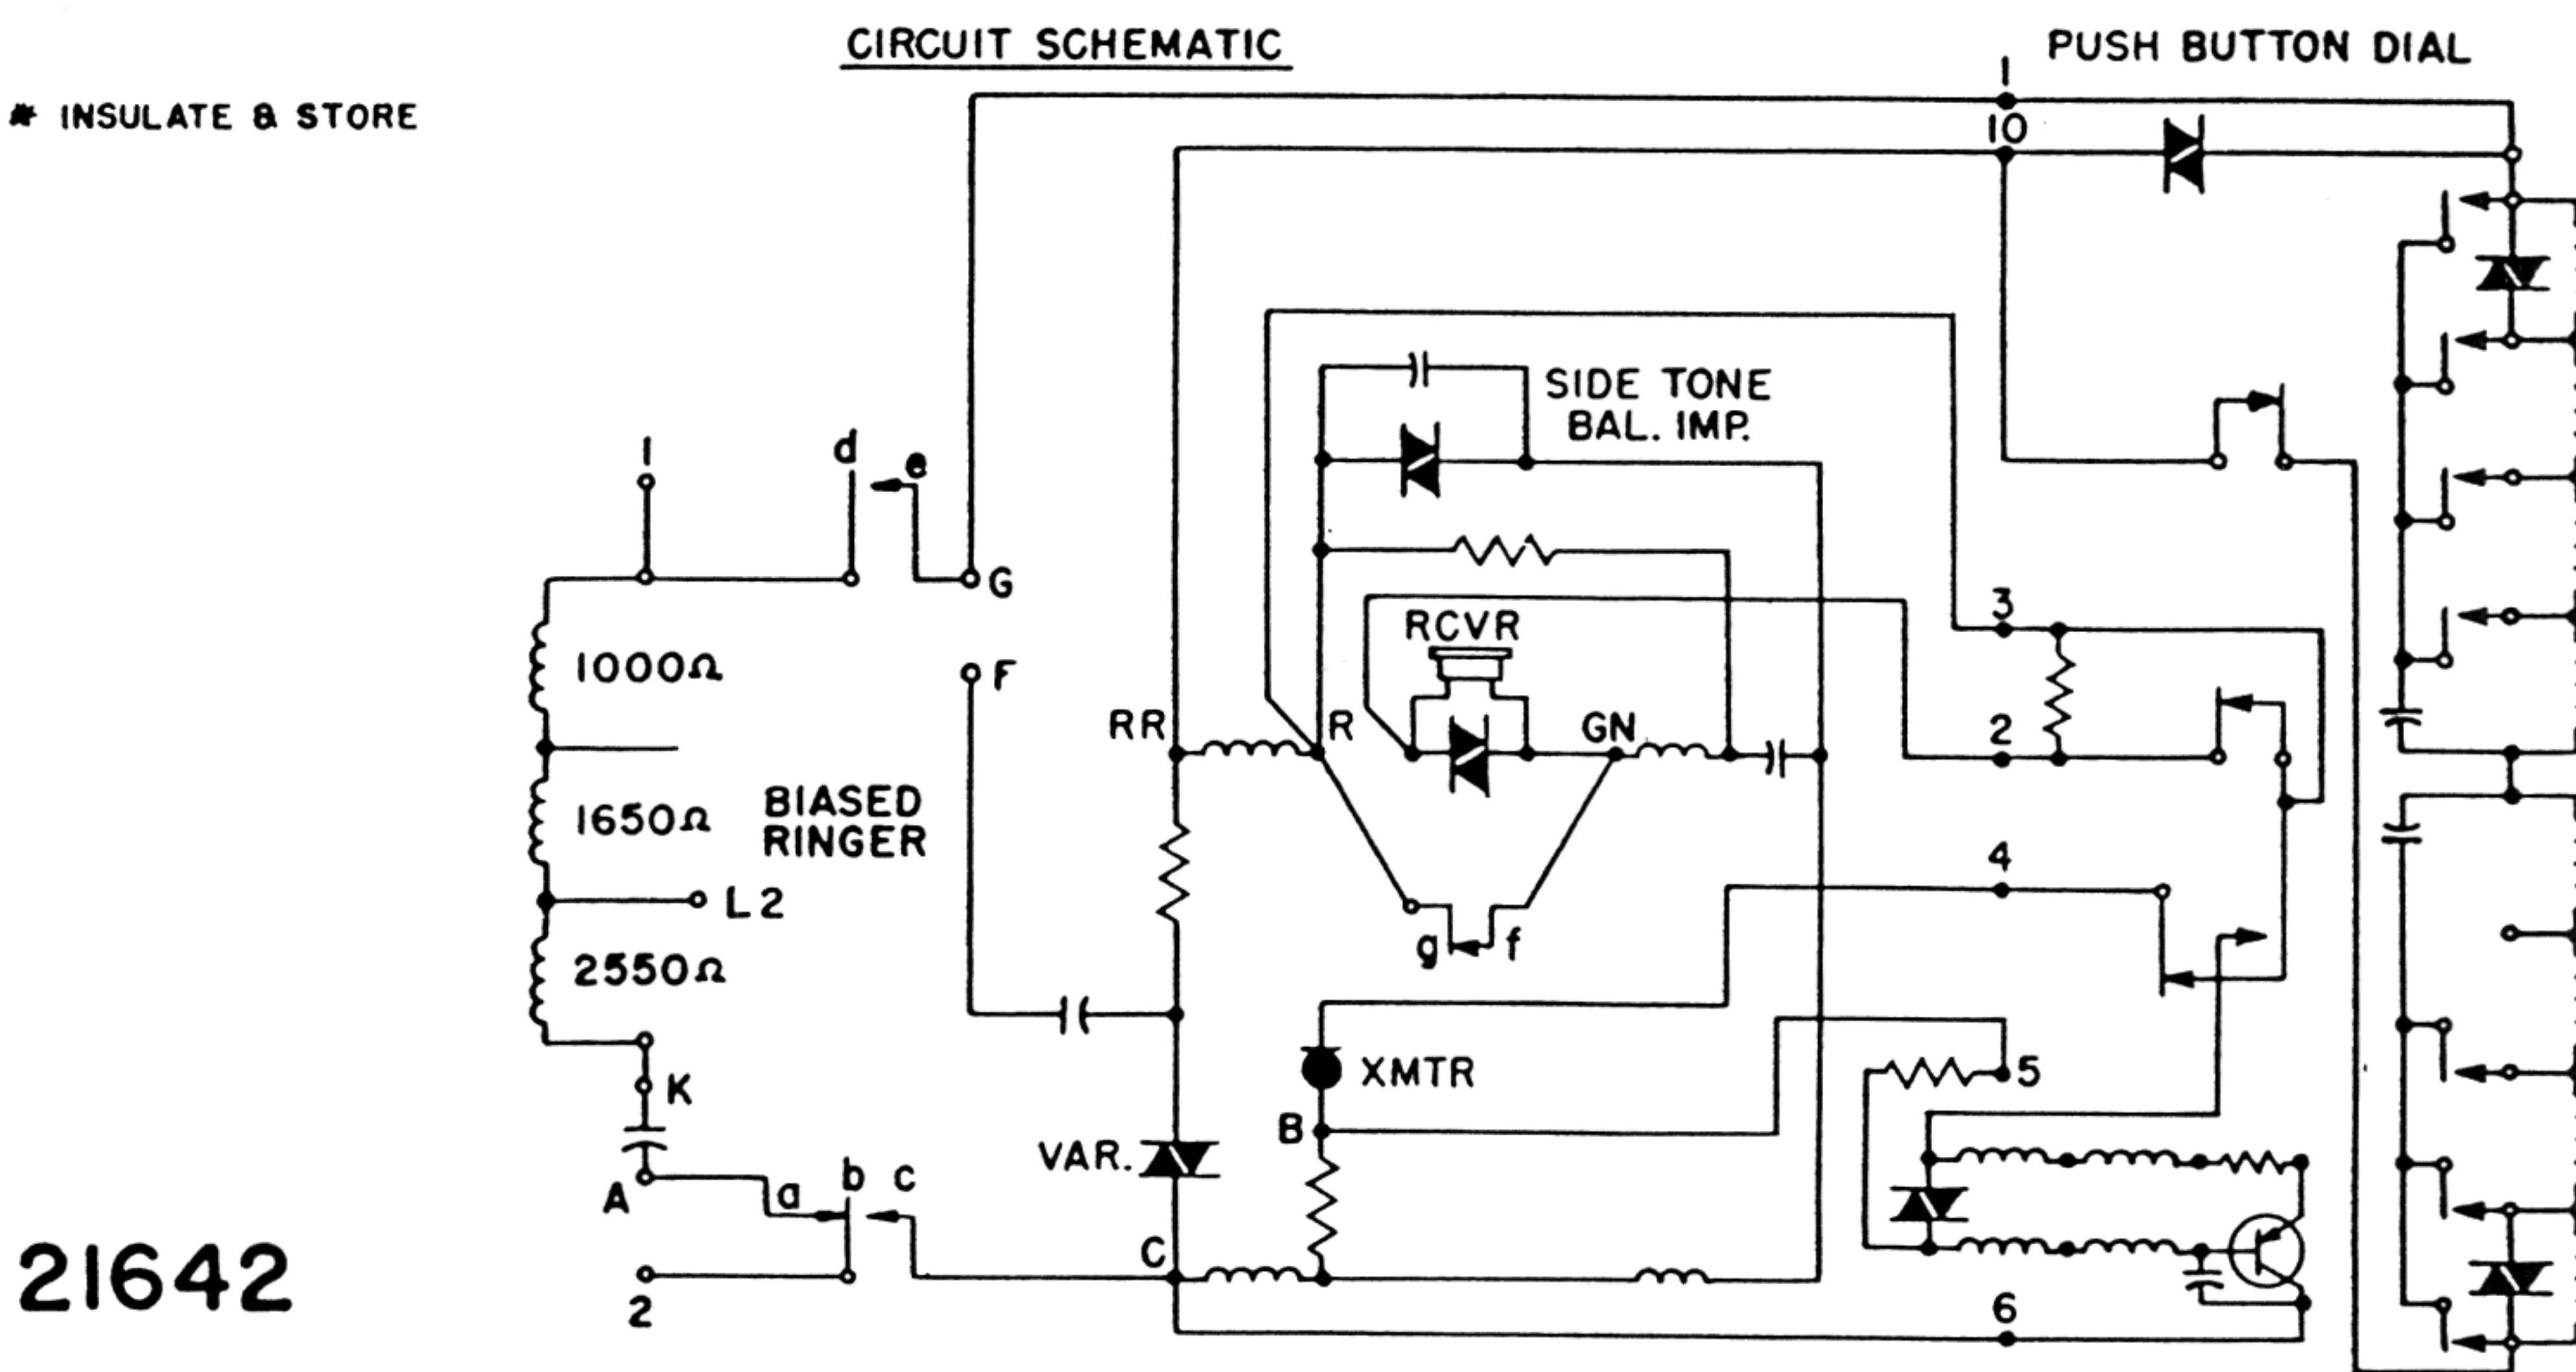 CIRCUIT SCHEMATIC
PUSH BUTTON DIAL
* INSULATE & STORE
1
10
SIDE TONE
BAL. IMP.
1
d
e
G
3
RCVR
1000Ω
F
RR
R
GN
2
1650Ω
BIASED
RINGER
4
L2
g
f
2550Ω
K
XMTR
5
B
VAR.
A
a
b
c
C
21642
2
6